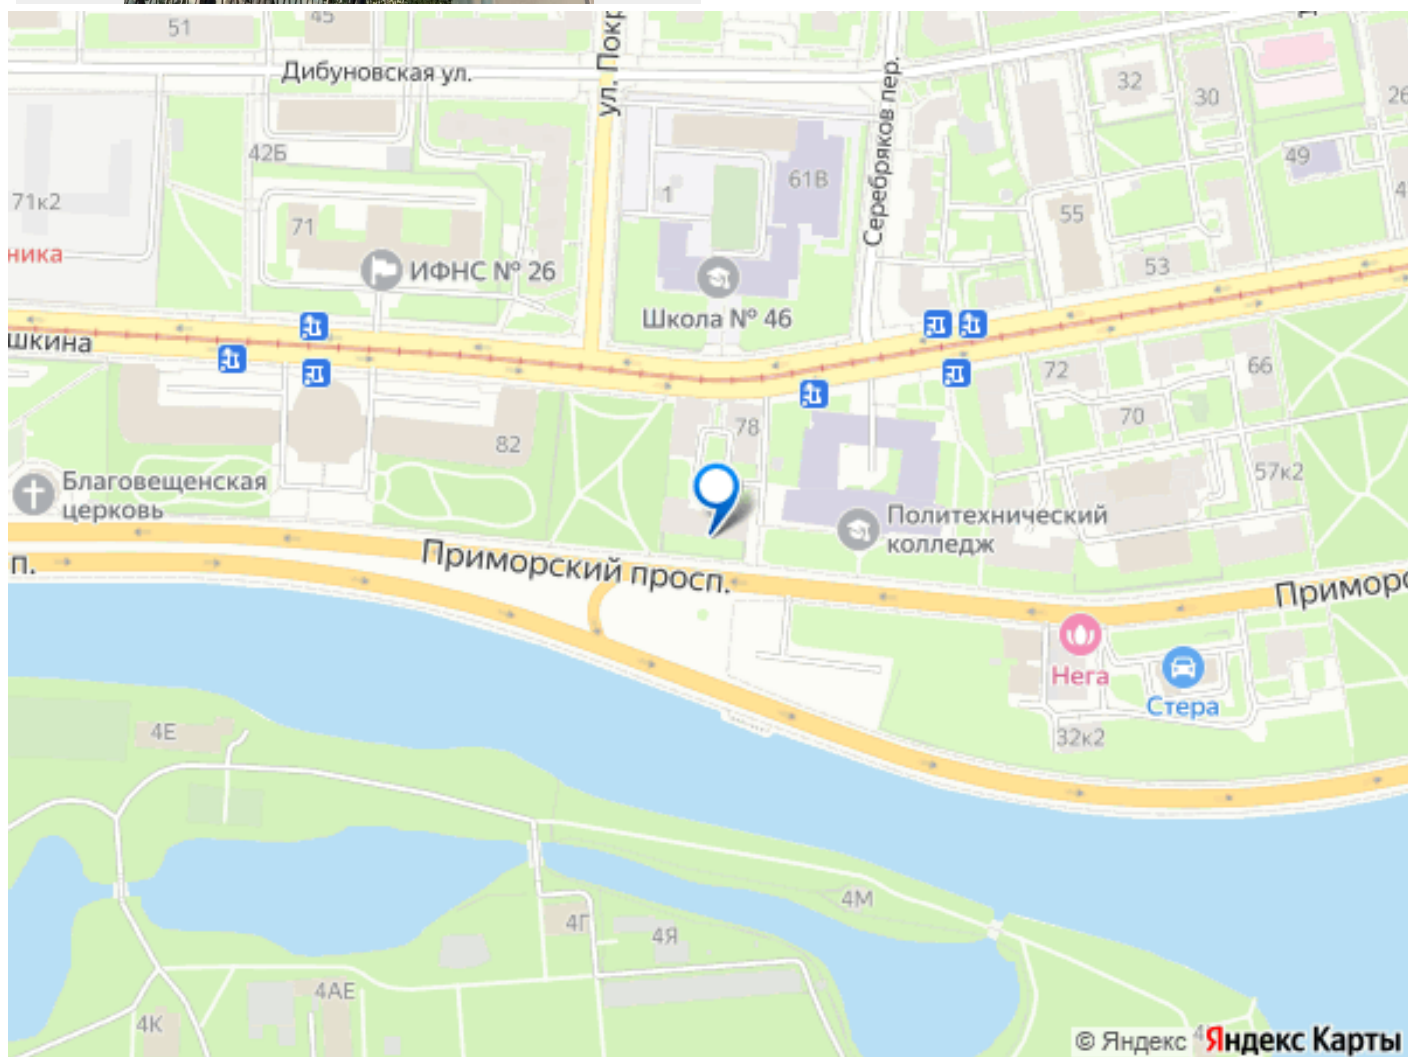 51
45
Дибуновская ул.
ул. Покр
Серебряков пер.
32
30
26
42Б
61В
49
1
71к2
71
55
ника
ИФНС № 26
53
Школа № 46
шкина
72
66
78
70
82
57к2
Благовещенская
церковь
Политехнический
колледж
п.
Приморский просп.
Приморс
Нега
Стера
4Е
32к2
4М
4Г
4Я
4АЕ
4К
© Яндекс
Яндекс Карты